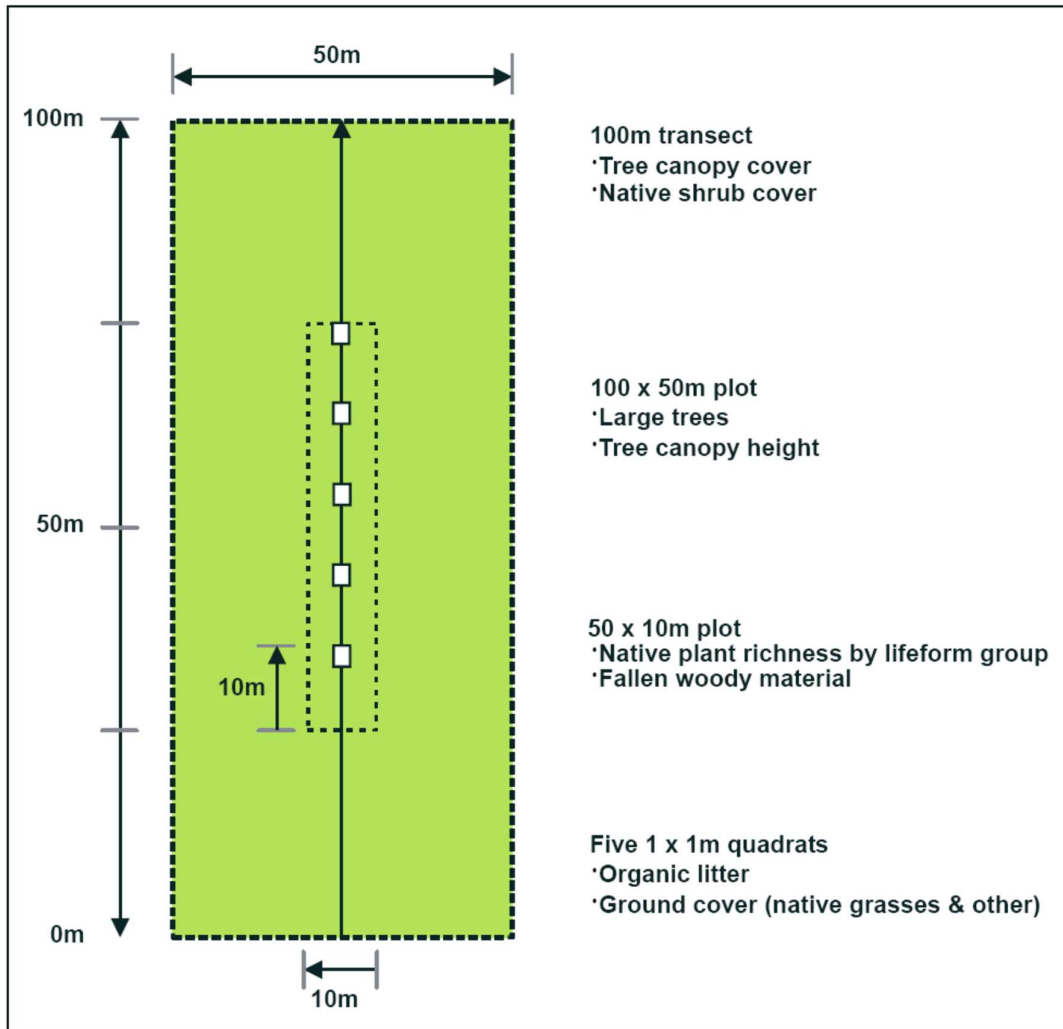 50m
100m
100m transect
·Tree canopy cover
·Native shrub cover
100 x 50m plot
·Large trees
·Tree canopy height
50m
50 x 10m plot
·Native plant richness by lifeform group
·Fallen woody material
10m
Five 1 x 1m quadrats
·Organic litter
·Ground cover (native grasses & other)
0m
10m